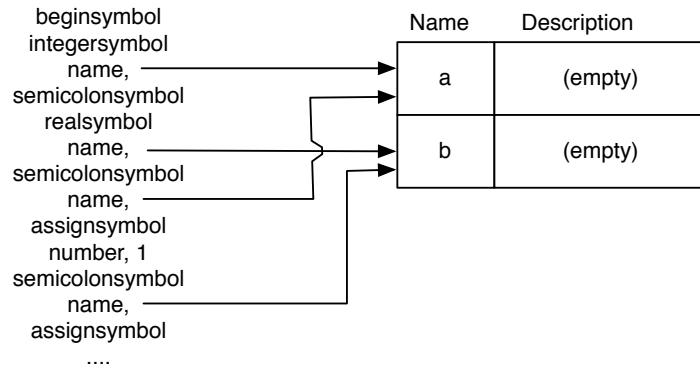 beginsymbol
integersymbol
name,
semicolonsymbol
realsymbol
name,
semicolonsymbol
name,
assignsymbol
number, 1
semicolonsymbol
name,
assignsymbol
....
Name Description
a (empty)
b (empty)